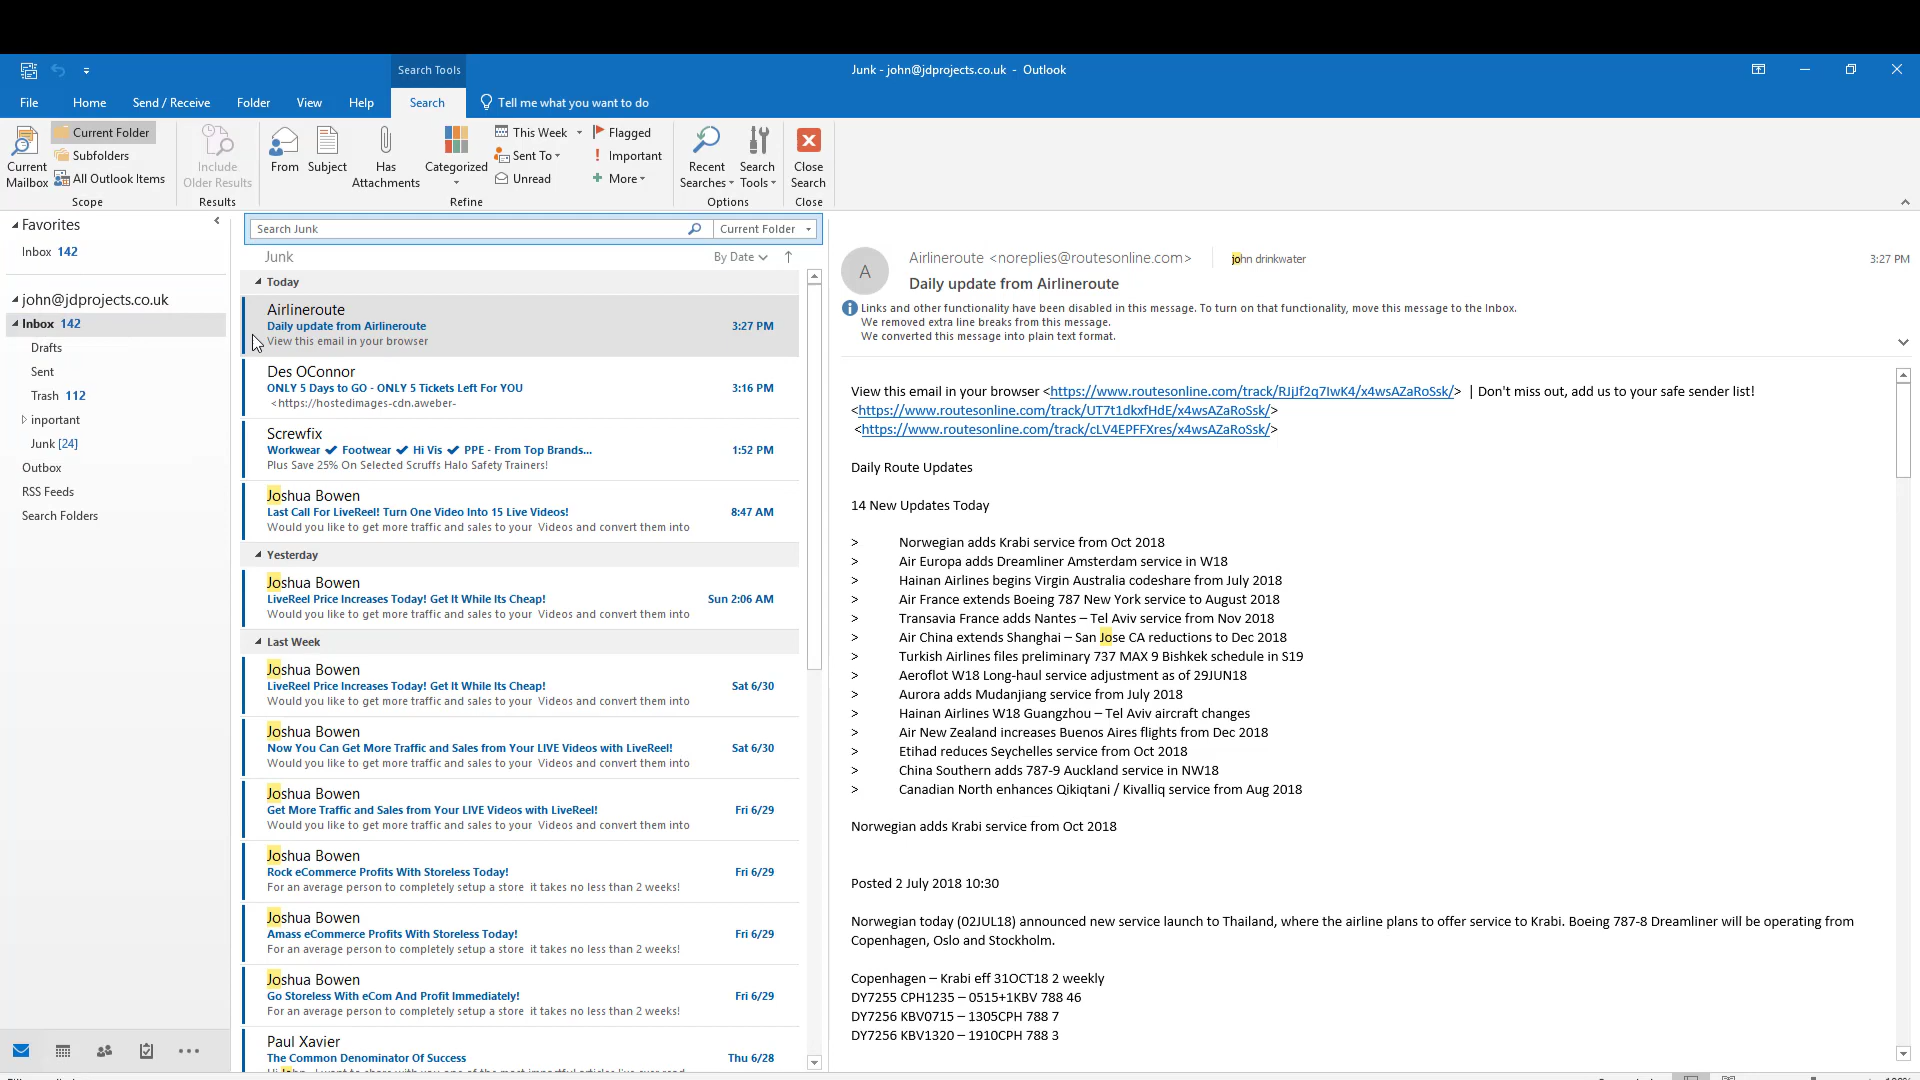 Search Tools
Junk - john@jdprojects.co.uk - Outlook
File Home Send / Receive Folder View Help Search Tell me what you want to do
Current Mailbox
Current Folder
Subfolders
All Outlook Items
Scope
Include Older Results
Results
From
Subject
Has Attachments
Categorized
This Week
Sent To
Unread
Flagged
Important
More
Refine
Recent Searches
Search Tools
Options
Close Search
Close
Favorites
Inbox 142
john@jdprojects.co.uk
Inbox 142
Drafts
Sent
Trash 112
inportant
Junk [24]
Outbox
RSS Feeds
Search Folders
Search Junk
Current Folder
Junk
By Date
Today
Airlineroute
Daily update from Airlineroute 3:27 PM
View this email in your browser
Des OConnor
ONLY 5 Days to GO - ONLY 5 Tickets Left For YOU 3:16 PM
<https://hostedimages-cdn.aweber-
Screwfix
Workwear ✔ Footwear ✔ Hi Vis ✔ PPE - From Top Brands... 1:52 PM
Plus Save 25% On Selected Scruffs Halo Safety Trainers!
Joshua Bowen
Last Call For LiveReel! Turn One Video Into 15 Live Videos! 8:47 AM
Would you like to get more traffic and sales to your Videos and convert them into
Yesterday
Joshua Bowen
LiveReel Price Increases Today! Get It While Its Cheap! Sun 2:06 AM
Would you like to get more traffic and sales to your Videos and convert them into
Last Week
Joshua Bowen
LiveReel Price Increases Today! Get It While Its Cheap! Sat 6/30
Would you like to get more traffic and sales to your Videos and convert them into
Joshua Bowen
Now You Can Get More Traffic and Sales from Your LIVE Videos with LiveReel! Sat 6/30
Would you like to get more traffic and sales to your Videos and convert them into
Joshua Bowen
Get More Traffic and Sales from Your LIVE Videos with LiveReel! Fri 6/29
Would you like to get more traffic and sales to your Videos and convert them into
Joshua Bowen
Rock eCommerce Profits With Storeless Today! Fri 6/29
For an average person to completely setup a store it takes no less than 2 weeks!
Joshua Bowen
Amass eCommerce Profits With Storeless Today! Fri 6/29
For an average person to completely setup a store it takes no less than 2 weeks!
Joshua Bowen
Go Storeless With eCom And Profit Immediately! Fri 6/29
For an average person to completely setup a store it takes no less than 2 weeks!
Paul Xavier
The Common Denominator Of Success Thu 6/28
A
Airlineroute <noreplies@routesonline.com>
john drinkwater
3:27 PM
Daily update from Airlineroute
Links and other functionality have been disabled in this message. To turn on that functionality, move this message to the Inbox.
We removed extra line breaks from this message.
We converted this message into plain text format.
View this email in your browser <https://www.routesonline.com/track/RJjJf2q7IwK4/x4wsAZaRoSsk/> | Don't miss out, add us to your safe sender list!
<https://www.routesonline.com/track/UT7t1dkxfHdE/x4wsAZaRoSsk/>
<https://www.routesonline.com/track/cLV4EPFFXres/x4wsAZaRoSsk/>
Daily Route Updates
14 New Updates Today
> Norwegian adds Krabi service from Oct 2018
> Air Europa adds Dreamliner Amsterdam service in W18
> Hainan Airlines begins Virgin Australia codeshare from July 2018
> Air France extends Boeing 787 New York service to August 2018
> Transavia France adds Nantes – Tel Aviv service from Nov 2018
> Air China extends Shanghai – San Jose CA reductions to Dec 2018
> Turkish Airlines files preliminary 737 MAX 9 Bishkek schedule in S19
> Aeroflot W18 Long-haul service adjustment as of 29JUN18
> Aurora adds Mudanjiang service from July 2018
> Hainan Airlines W18 Guangzhou – Tel Aviv aircraft changes
> Air New Zealand increases Buenos Aires flights from Dec 2018
> Etihad reduces Seychelles service from Oct 2018
> China Southern adds 787-9 Auckland service in NW18
> Canadian North enhances Qikiqtani / Kivalliq service from Aug 2018
Norwegian adds Krabi service from Oct 2018
Posted 2 July 2018 10:30
Norwegian today (02JUL18) announced new service launch to Thailand, where the airline plans to offer service to Krabi. Boeing 787-8 Dreamliner will be operating from
Copenhagen, Oslo and Stockholm.
Copenhagen – Krabi eff 31OCT18 2 weekly
DY7255 CPH1235 – 0515+1KBV 788 46
DY7256 KBV0715 – 1305CPH 788 7
DY7256 KBV1320 – 1910CPH 788 3